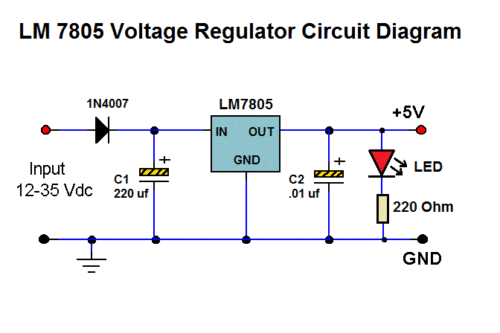 LM 7805 Voltage Regulator Circuit Diagram
1N4007
LM7805
+5V
IN OUT
GND
Input
12-35 Vdc
+
C1
220 uf
+
C2
.01 uf
LED
220 Ohm
GND